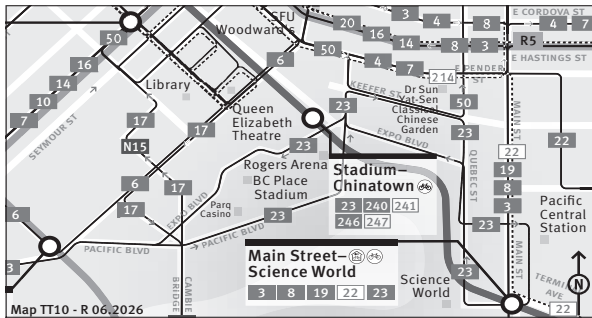 SFU
Woodward's
50
16
14
10
7
SEYMOUR ST
20
16
14
3
4
8
3
4
8
E CORDOVA ST
4
7
R5
E HASTINGS ST
50
4
7
214
E PENDER
ST
6
Library
17
N15
17
Queen
Elizabeth
Theatre
KEEFER ST
23
Dr Sun
Yat-Sen
Classical
Chinese
Garden
50
23
MAIN ST
22
19
8
3
22
EXPO BLVD
23
Rogers Arena
BC Place
Stadium
Parq
Casino
6
17
17
EXPO BLVD
23
PACIFIC BLVD
PACIFIC BLVD
6
3
CAMBIE
BRIDGE
Stadium–
Chinatown
23 240 241
246 247
QUEBEC ST
23
Pacific
Central
Station
Main Street–
Science World
3 8 19 22 23
Science
World
23
MAIN ST
TERMINAL
AVE
22
N
Map TT10 - R 06.2026